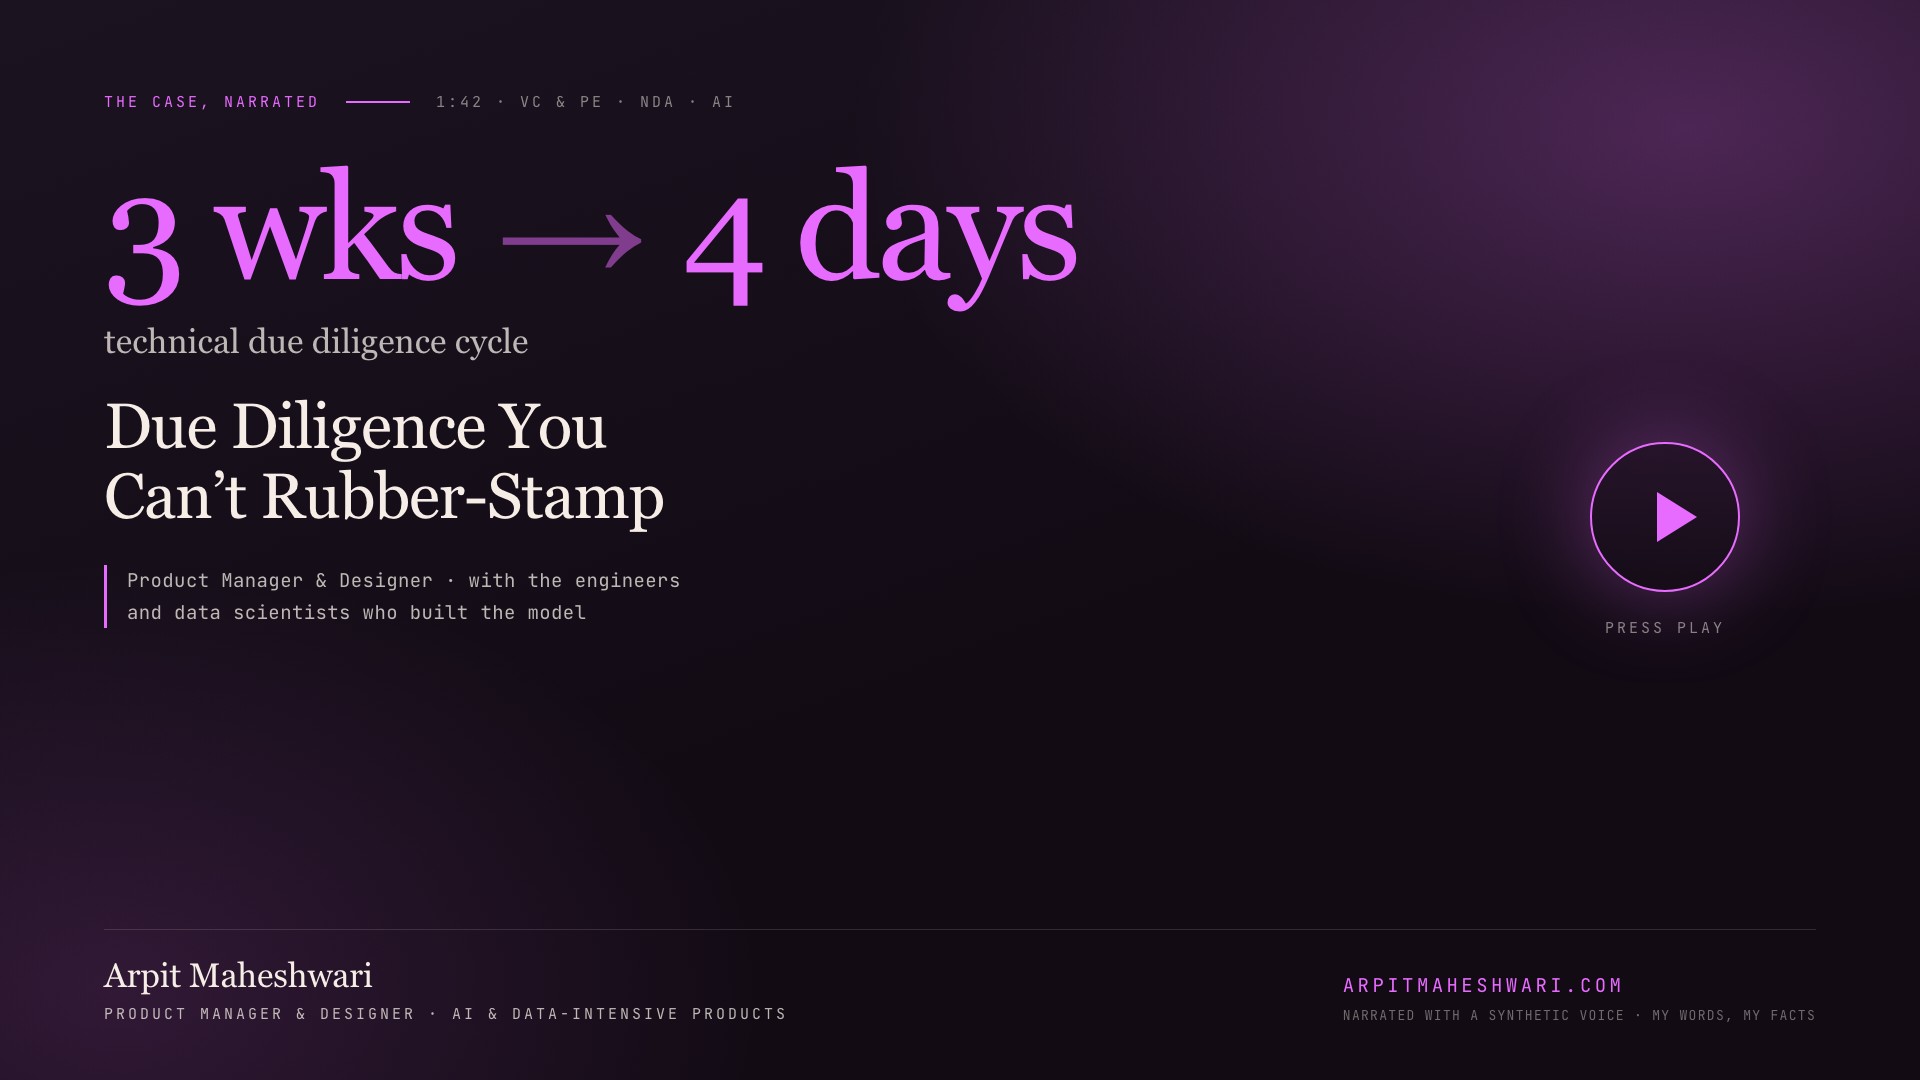 THE CASE, NARRATED 1:42 · VC & PE · NDA · AI
3 wks → 4 days
technical due diligence cycle
Due Diligence You
Can’t Rubber-Stamp
Product Manager & Designer · with the engineers
and data scientists who built the model
PRESS PLAY
Arpit Maheshwari
PRODUCT MANAGER & DESIGNER · AI & DATA-INTENSIVE PRODUCTS
ARPITMAHESHWARI.COM
NARRATED WITH A SYNTHETIC VOICE · MY WORDS, MY FACTS